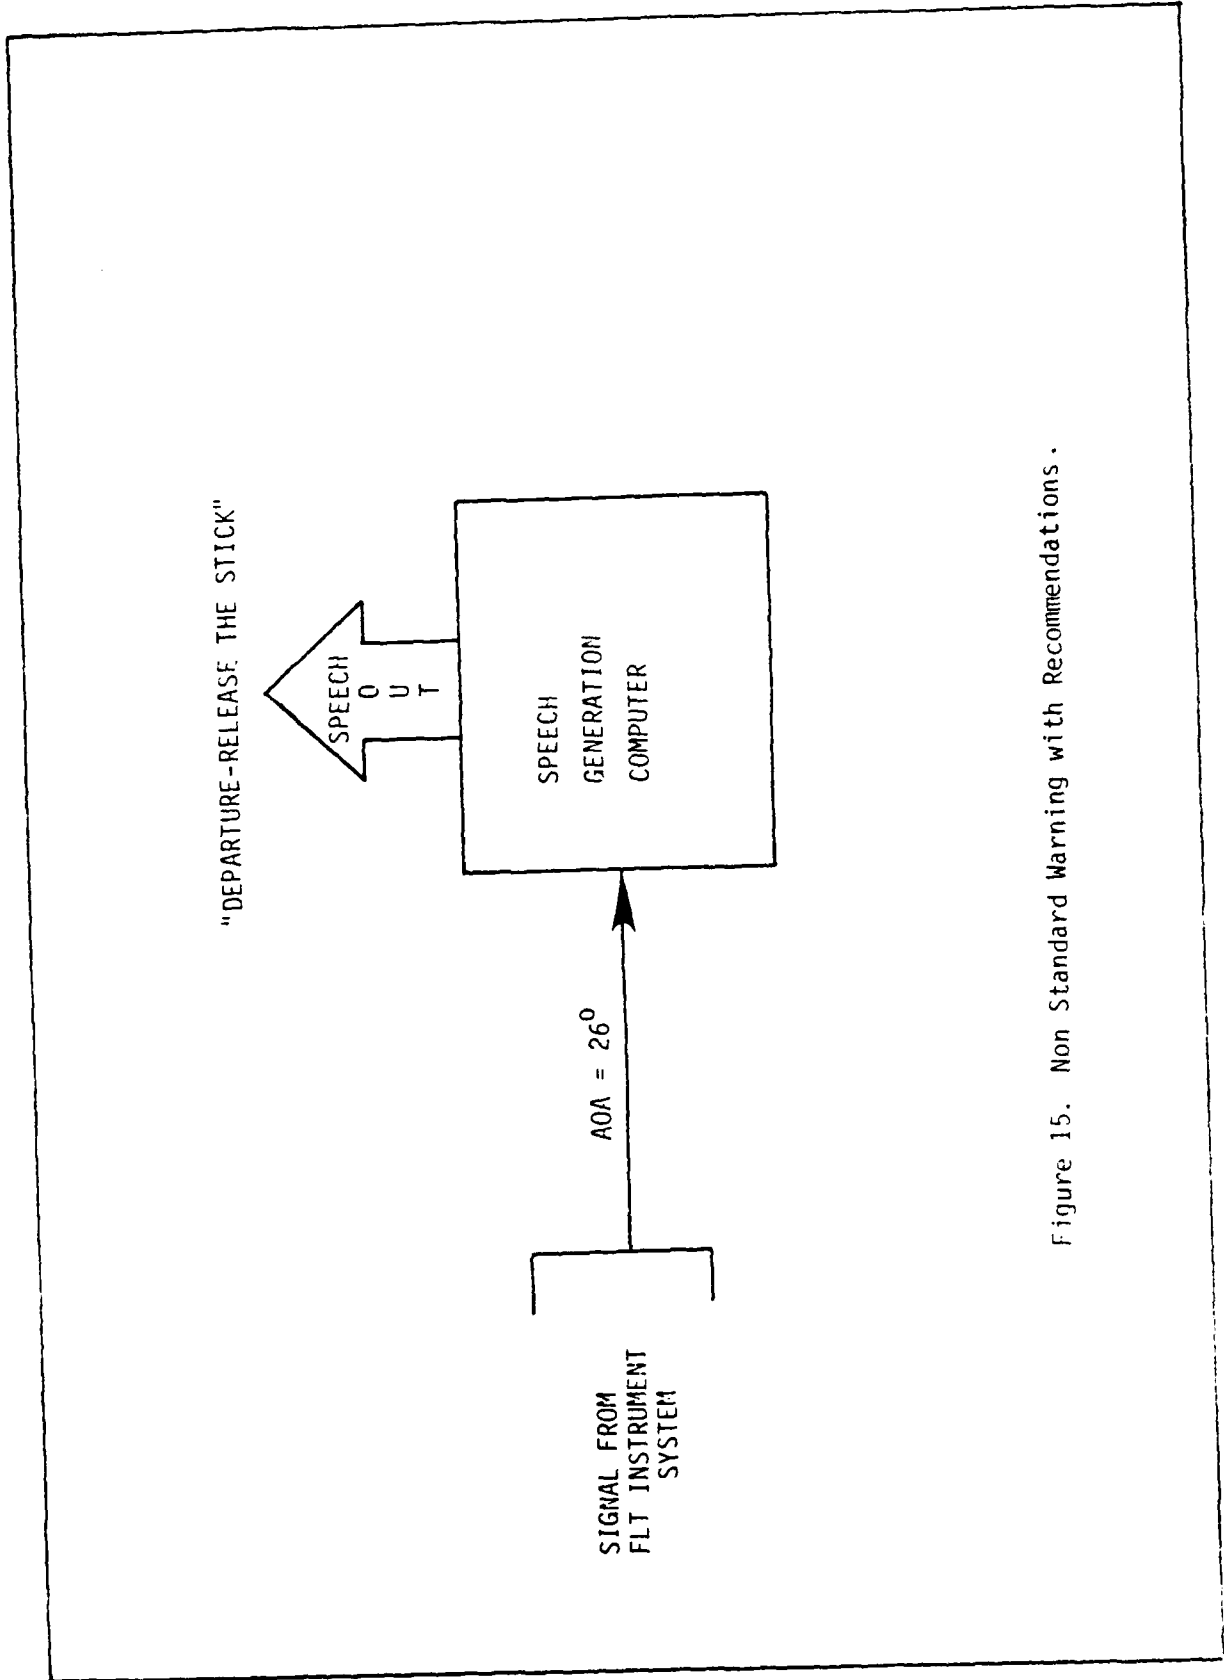 "DEPARTURE-RELEASE THE STICK"
SPEECH
O
U
T
SPEECH
GENERATION
COMPUTER
AOA = 26°
SIGNAL FROM
FLT INSTRUMENT
SYSTEM
Figure 15. Non Standard Warning with Recommendations.